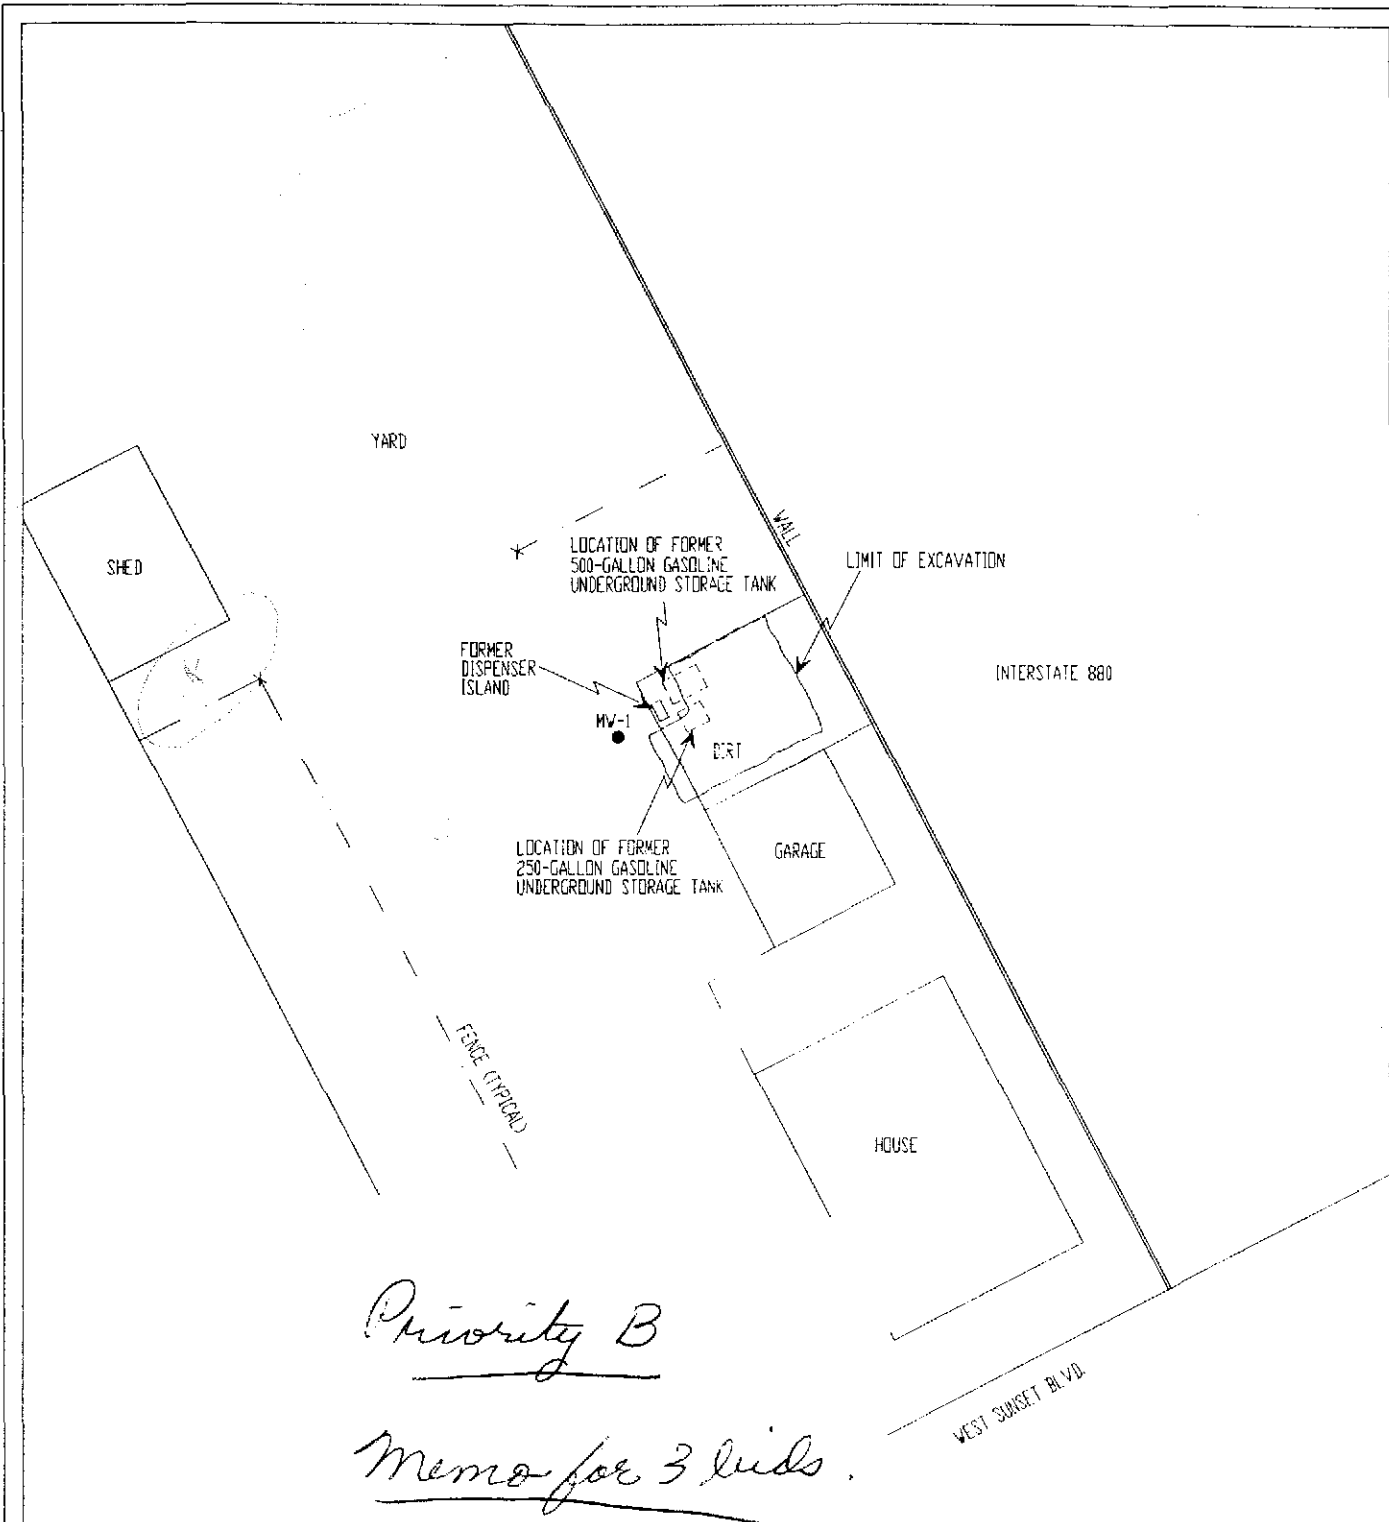 YARD
WALL
LOCATION OF FORMER
500-GALLON GASOLINE
UNDERGROUND STORAGE TANK
LIMIT OF EXCAVATION
SHED
FORMER
DISPENSER
ISLAND
INTERSTATE 880
MW-1
DIRT
LOCATION OF FORMER
250-GALLON GASOLINE
UNDERGROUND STORAGE TANK
GARAGE
FENCE (TYPICAL)
HOUSE
Priority B
WEST SUNSET BLVD.
Memo for 3 bids.